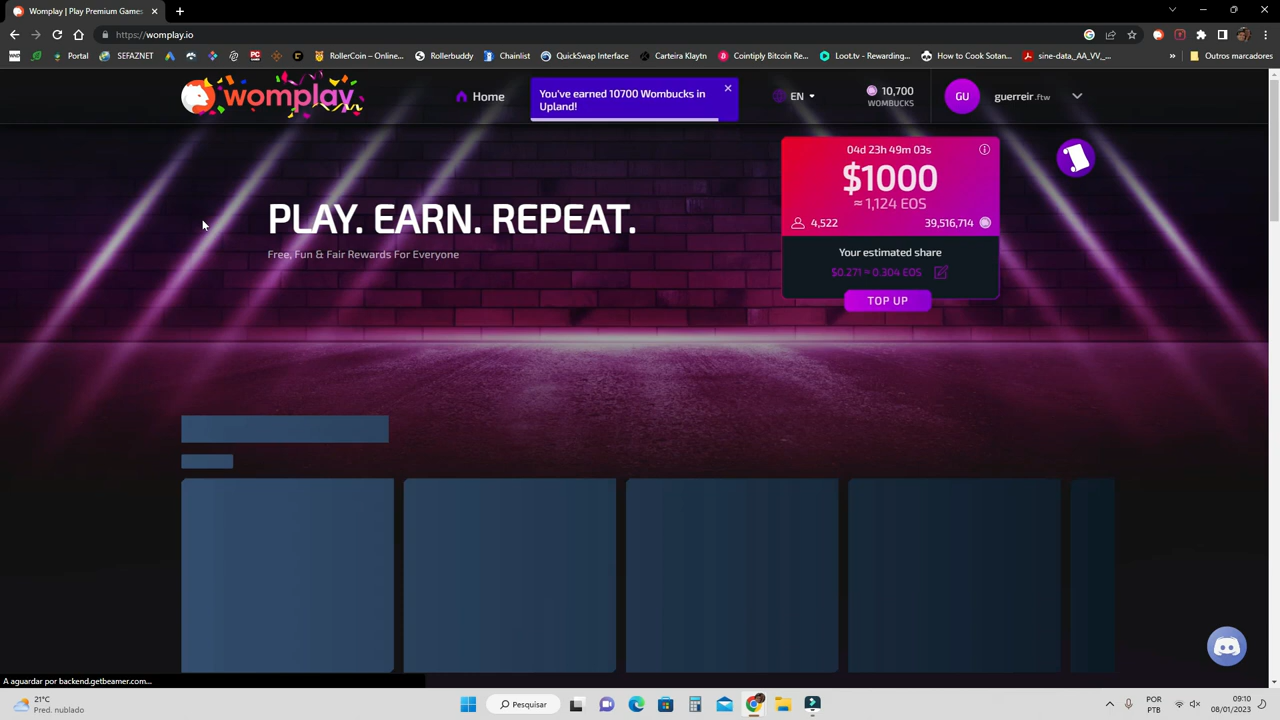 Womplay | Play Premium Games
https://womplay.io
Portal
SEFAZNET
RollerCoin – Online...
Rollerbuddy
Chainlist
QuickSwap Interface
Carteira Klaytn
Cointiply Bitcoin Re...
Loot.tv - Rewarding...
How to Cook Sotan...
sine-data_AA_VV_...
»
Outros marcadores
womplay
Home
You've earned 10700 Wombucks in
Upland!
EN
10,700
WOMBUCKS
GU
guerreir.ftw
04d 23h 49m 03s
$1000
≈ 1,124 EOS
4,522
39,516,714
PLAY. EARN. REPEAT.
Free, Fun & Fair Rewards For Everyone
Your estimated share
$0.271 ≈ 0.304 EOS
TOP UP
A aguardar por backend.getbeamer.com...
21°C
Pred. nublado
Pesquisar
POR
PTB
09:10
08/01/2023